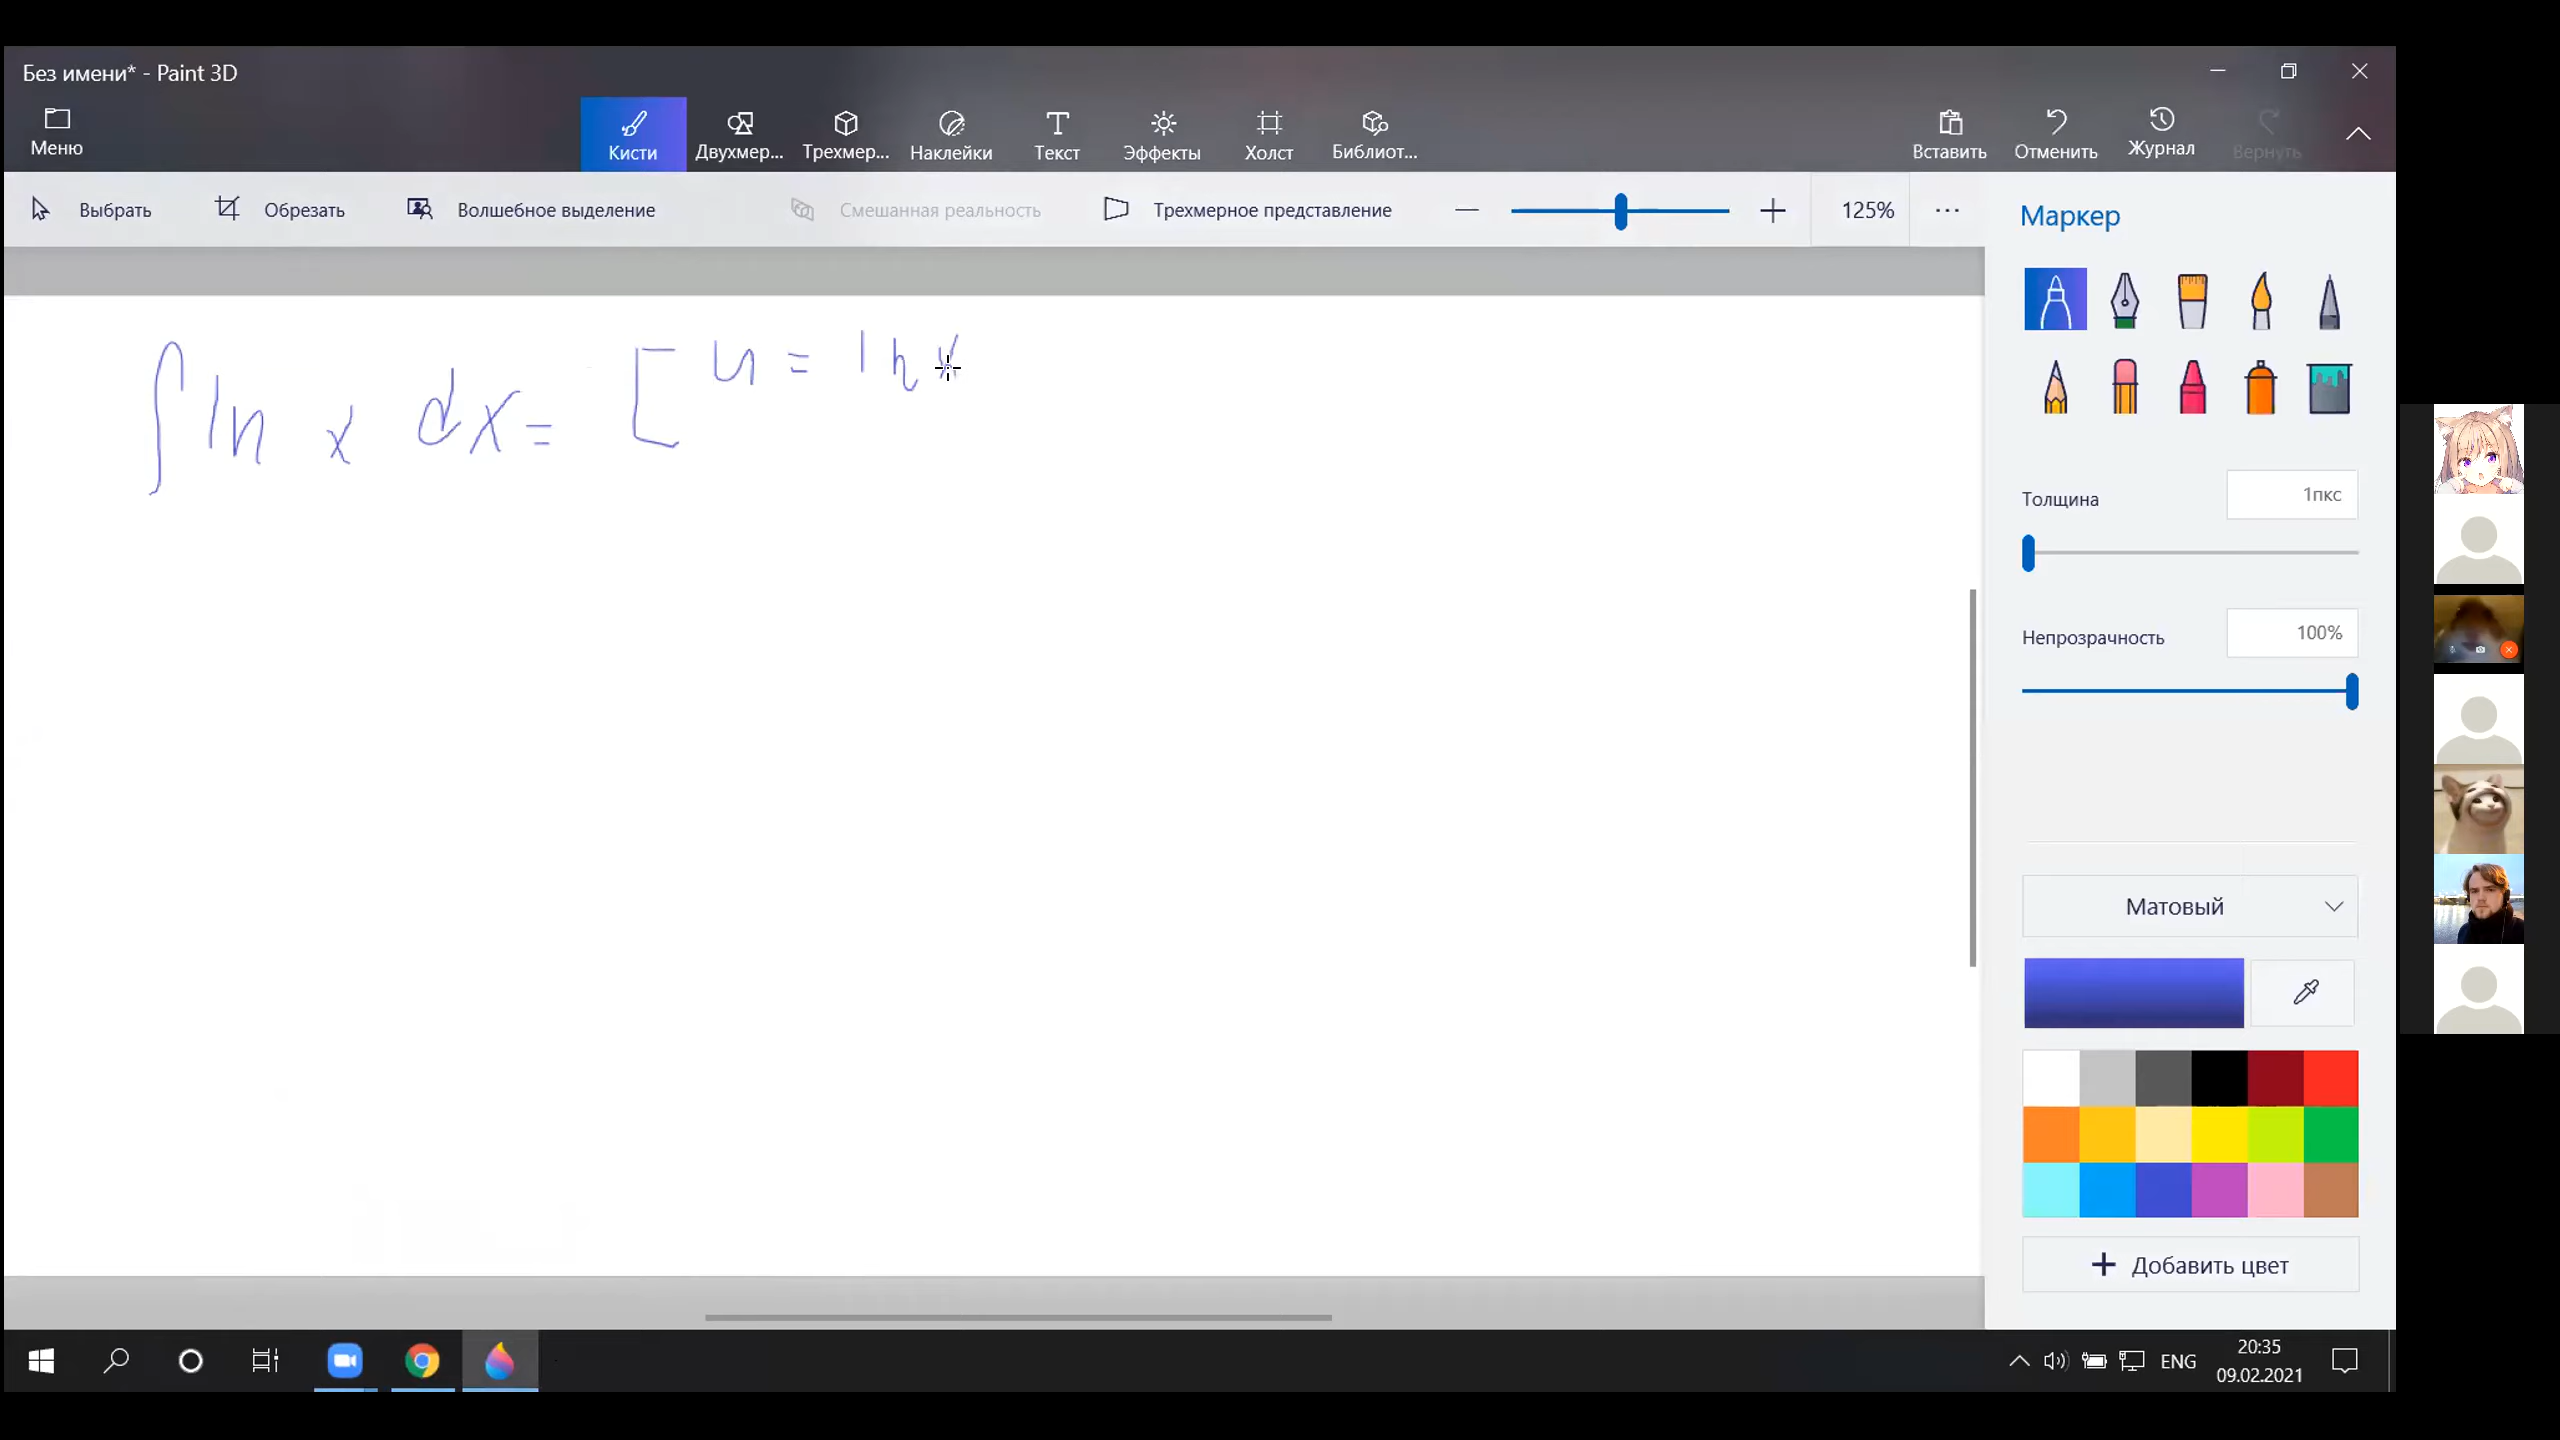 Без имени* - Paint 3D
Меню
Кисти
Двухмер...
Трехмер...
Наклейки
Текст
Эффекты
Холст
Библиот...
Вставить
Отменить
Журнал
Вернуть
Выбрать
Обрезать
Волшебное выделение
Смешанная реальность
Трехмерное представление
125%
Маркер
∫ ln x dx = [ u = ln x
Толщина
1пкс
Непрозрачность
100%
Матовый
Добавить цвет
ENG
20:35
09.02.2021